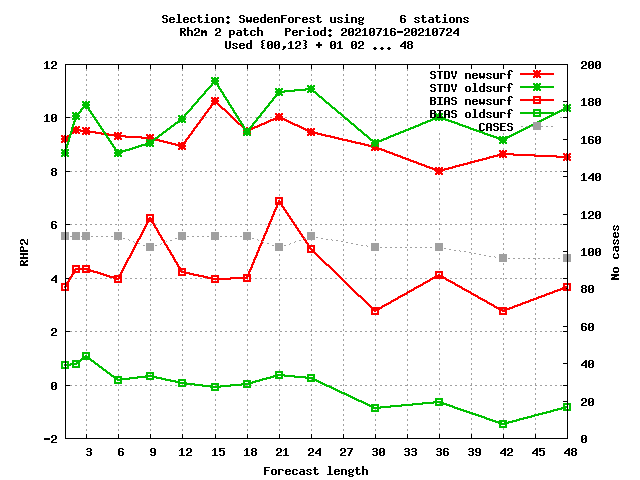 Selection: SwedenForest using     6 stations
Rh2m 2 patch   Period: 20210716-20210724
Used {00,12} + 01 02 ... 48
12
10
8
6
4
2
0
-2
RHP2
200
180
160
140
120
100
80
60
40
20
0
No cases
STDV newsurf
STDV oldsurf
BIAS newsurf
BIAS oldsurf
CASES
3 6 9 12 15 18 21 24 27 30 33 36 39 42 45 48
Forecast length